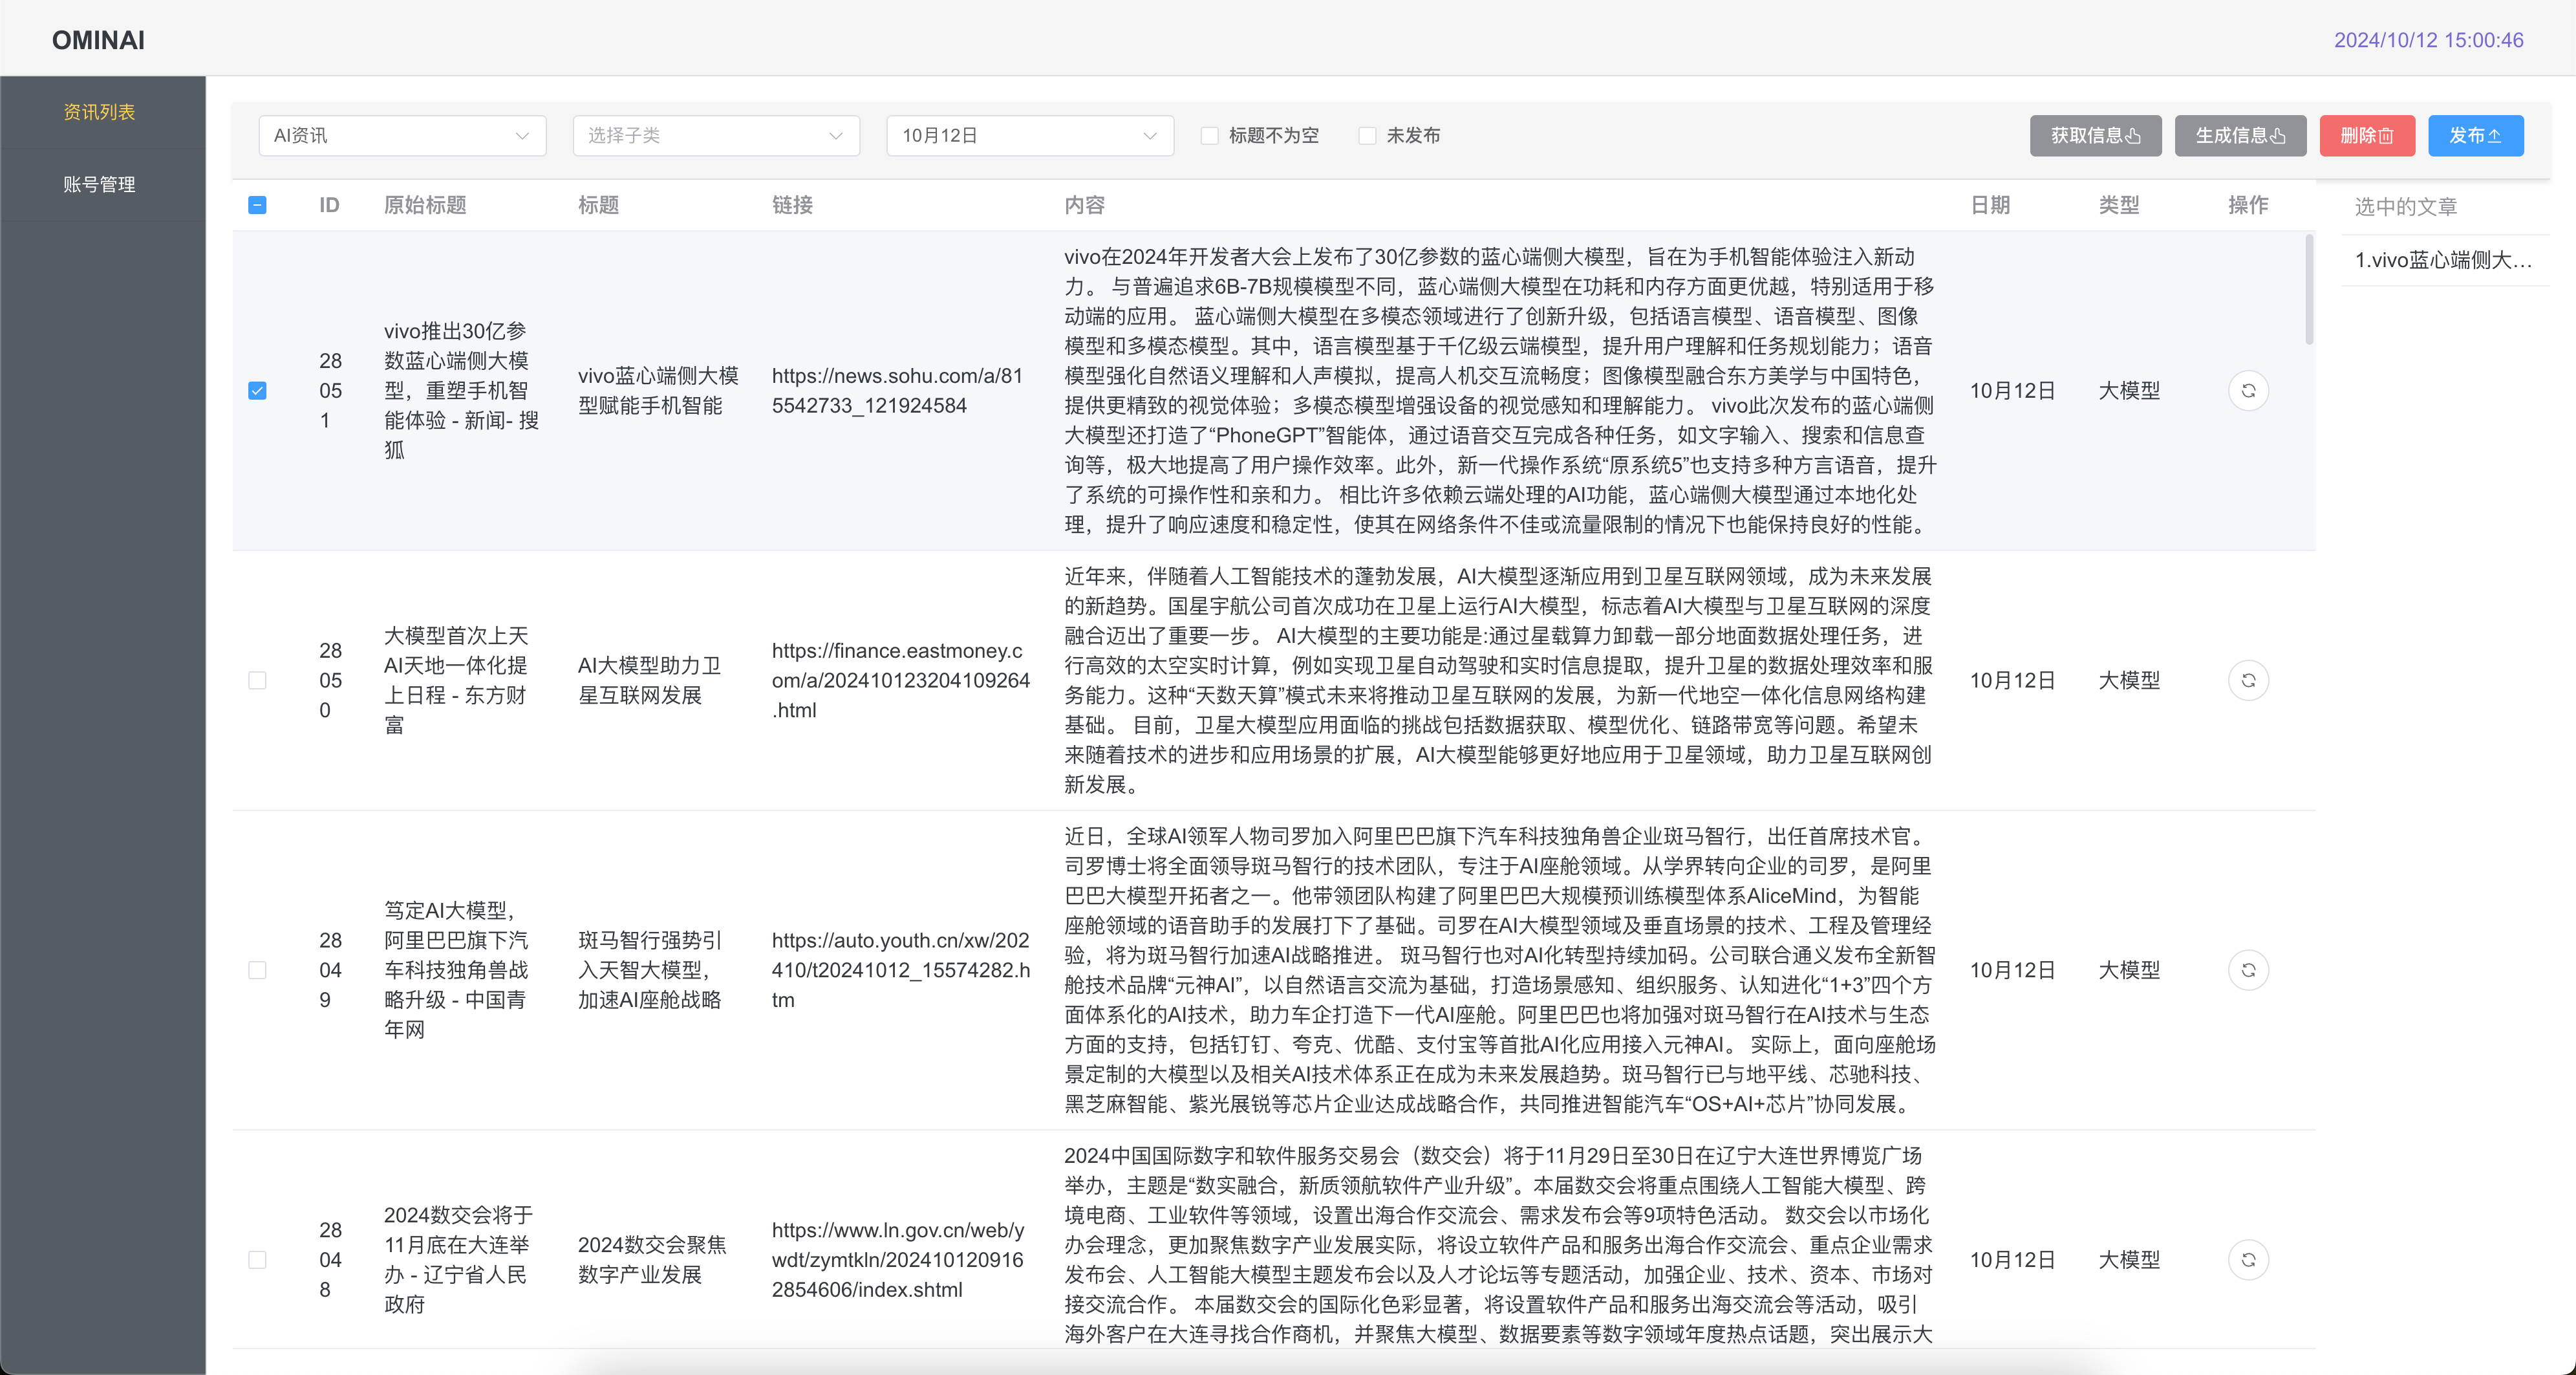 OMINAI
2024/10/12 15:00:46
资讯列表
账号管理
AI资讯
选择子类
10月12日
标题不为空
未发布
获取信息
生成信息
删除
发布
ID
原始标题
标题
链接
内容
日期
类型
操作
选中的文章
1.vivo蓝心端侧大...
28
05
1
vivo推出30亿参
数蓝心端侧大模
型，重塑手机智
能体验 - 新闻- 搜
狐
vivo蓝心端侧大模
型赋能手机智能
https://news.sohu.com/a/81
5542733_121924584
vivo在2024年开发者大会上发布了30亿参数的蓝心端侧大模型，旨在为手机智能体验注入新动
力。 与普遍追求6B-7B规模模型不同，蓝心端侧大模型在功耗和内存方面更优越，特别适用于移
动端的应用。 蓝心端侧大模型在多模态领域进行了创新升级，包括语言模型、语音模型、图像
模型和多模态模型。其中，语言模型基于千亿级云端模型，提升用户理解和任务规划能力；语音
模型强化自然语义理解和人声模拟，提高人机交互流畅度；图像模型融合东方美学与中国特色，
提供更精致的视觉体验；多模态模型增强设备的视觉感知和理解能力。 vivo此次发布的蓝心端侧
大模型还打造了“PhoneGPT”智能体，通过语音交互完成各种任务，如文字输入、搜索和信息查
询等，极大地提高了用户操作效率。此外，新一代操作系统“原系统5”也支持多种方言语音，提升
了系统的可操作性和亲和力。 相比许多依赖云端处理的AI功能，蓝心端侧大模型通过本地化处
理，提升了响应速度和稳定性，使其在网络条件不佳或流量限制的情况下也能保持良好的性能。
10月12日
大模型
28
05
0
大模型首次上天
AI天地一体化提
上日程 - 东方财
富
AI大模型助力卫
星互联网发展
https://finance.eastmoney.c
om/a/202410123204109264
.html
近年来，伴随着人工智能技术的蓬勃发展，AI大模型逐渐应用到卫星互联网领域，成为未来发展
的新趋势。国星宇航公司首次成功在卫星上运行AI大模型，标志着AI大模型与卫星互联网的深度
融合迈出了重要一步。 AI大模型的主要功能是:通过星载算力卸载一部分地面数据处理任务，进
行高效的太空实时计算，例如实现卫星自动驾驶和实时信息提取，提升卫星的数据处理效率和服
务能力。这种“天数天算”模式未来将推动卫星互联网的发展，为新一代地空一体化信息网络构建
基础。 目前，卫星大模型应用面临的挑战包括数据获取、模型优化、链路带宽等问题。希望未
来随着技术的进步和应用场景的扩展，AI大模型能够更好地应用于卫星领域，助力卫星互联网创
新发展。
10月12日
大模型
28
04
9
笃定AI大模型，
阿里巴巴旗下汽
车科技独角兽战
略升级 - 中国青
年网
斑马智行强势引
入天智大模型，
加速AI座舱战略
https://auto.youth.cn/xw/202
410/t20241012_15574282.h
tm
近日，全球AI领军人物司罗加入阿里巴巴旗下汽车科技独角兽企业斑马智行，出任首席技术官。
司罗博士将全面领导斑马智行的技术团队，专注于AI座舱领域。从学界转向企业的司罗，是阿里
巴巴大模型开拓者之一。他带领团队构建了阿里巴巴大规模预训练模型体系AliceMind，为智能
座舱领域的语音助手的发展打下了基础。司罗在AI大模型领域及垂直场景的技术、工程及管理经
验，将为斑马智行加速AI战略推进。 斑马智行也对AI化转型持续加码。公司联合通义发布全新智
舱技术品牌“元神AI”，以自然语言交流为基础，打造场景感知、组织服务、认知进化“1+3”四个方
面体系化的AI技术，助力车企打造下一代AI座舱。阿里巴巴也将加强对斑马智行在AI技术与生态
方面的支持，包括钉钉、夸克、优酷、支付宝等首批AI化应用接入元神AI。 实际上，面向座舱场
景定制的大模型以及相关AI技术体系正在成为未来发展趋势。斑马智行已与地平线、芯驰科技、
黑芝麻智能、紫光展锐等芯片企业达成战略合作，共同推进智能汽车“OS+AI+芯片”协同发展。
10月12日
大模型
28
04
8
2024数交会将于
11月底在大连举
办 - 辽宁省人民
政府
2024数交会聚焦
数字产业发展
https://www.ln.gov.cn/web/y
wdt/zymtkln/202410120916
2854606/index.shtml
2024中国国际数字和软件服务交易会（数交会）将于11月29日至30日在辽宁大连世界博览广场
举办，主题是“数实融合，新质领航软件产业升级”。本届数交会将重点围绕人工智能大模型、跨
境电商、工业软件等领域，设置出海合作交流会、需求发布会等9项特色活动。 数交会以市场化
办会理念，更加聚焦数字产业发展实际，将设立软件产品和服务出海合作交流会、重点企业需求
发布会、人工智能大模型主题发布会以及人才论坛等专题活动，加强企业、技术、资本、市场对
接交流合作。 本届数交会的国际化色彩显著，将设置软件产品和服务出海交流会等活动，吸引
海外客户在大连寻找合作商机，并聚焦大模型、数据要素等数字领域年度热点话题，突出展示大
10月12日
大模型